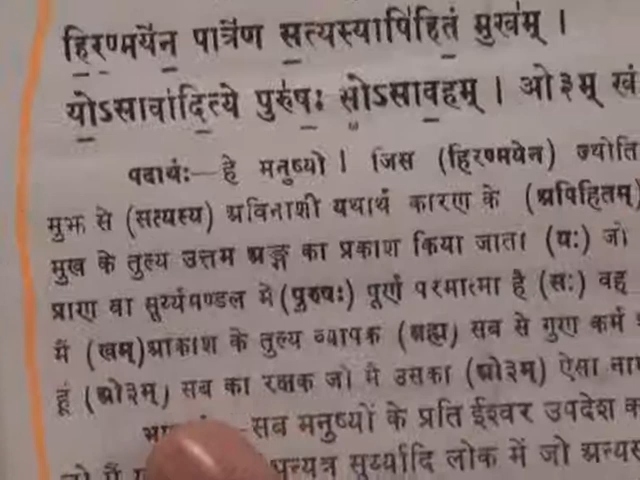 हिरण्मयेन पात्रेण सत्यस्यापिहितं मुखम् ।
योऽसावादित्ये पुरुषः सोऽसावहम् । ओ३म् खं
पदार्थः—हे मनुष्यो । जिस (हिरण्मयेन) ज्योति
मुझ से (सत्यस्य) अविनाशी यथार्थ कारण के (अपिहितम्)
मुख के तुल्य उत्तम अङ्ग का प्रकाश किया जाता (यः) जो
प्राण वा सूर्य्यमण्डल में (पुरुषः) पूर्ण परमात्मा है (सः) वह
मैं (खम्) आकाश के तुल्य व्यापक (ब्रह्म) सब से गुण कर्म
हूं (ओ३म्) सब का रक्षक जो मैं उसका (ओ३म्) ऐसा
—सब मनुष्यों के प्रति ईश्वर उपदेश
मैं सूर्य्यादि लोक में जो